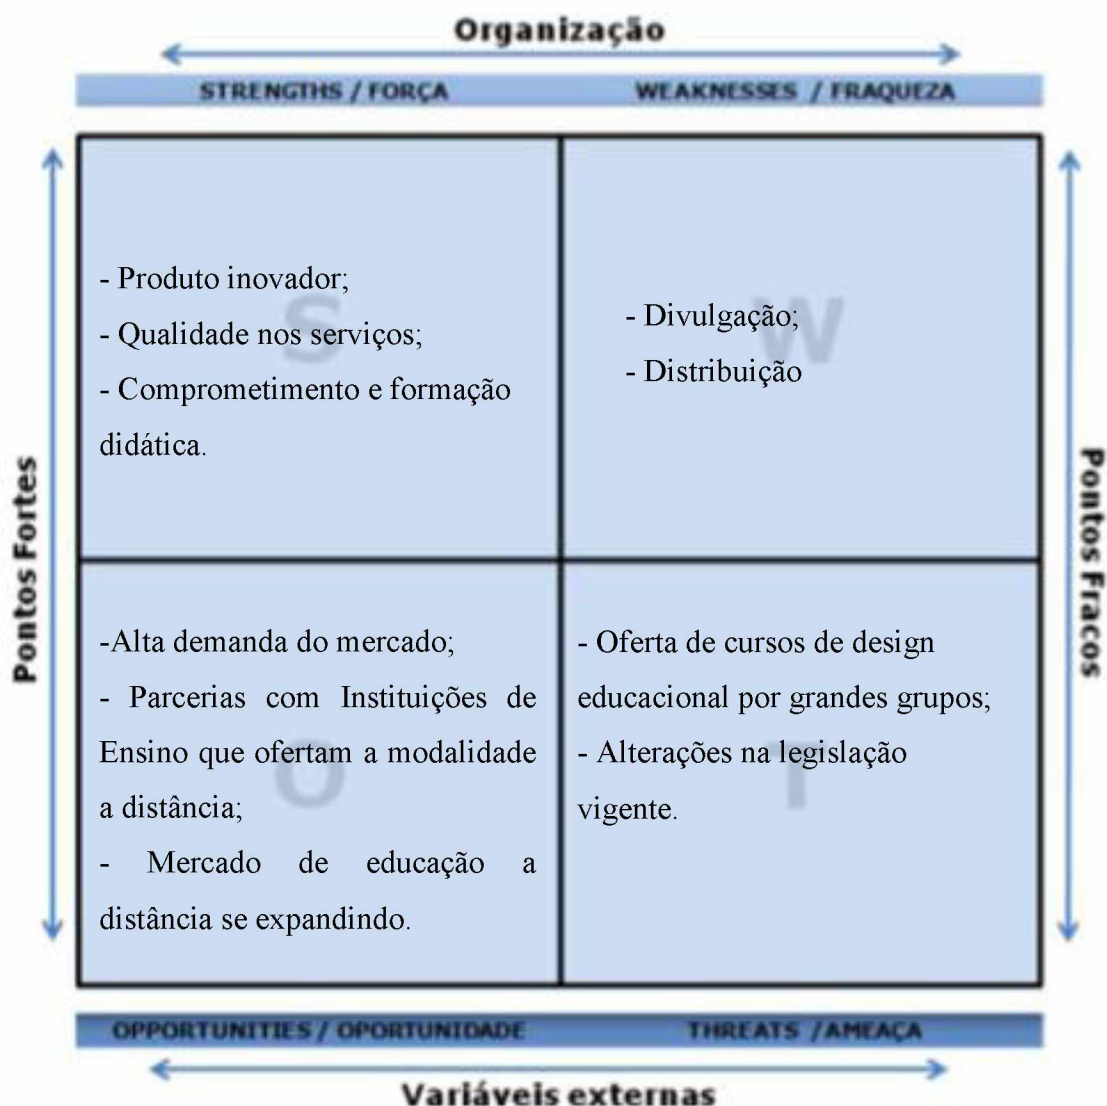 Organização
STRENGTHS / FORÇA
WEAKNESSES / FRAQUEZA
Pontos Fortes
S
- Produto inovador;
- Qualidade nos serviços;
- Comprometimento e formação
didática.
W
- Divulgação;
- Distribuição
Pontos Fracos
O
-Alta demanda do mercado;
- Parcerias com Instituições de
Ensino que ofertam a modalidade
a distância;
- Mercado de educação a
distância se expandindo.
T
- Oferta de cursos de design
educacional por grandes grupos;
- Alterações na legislação
vigente.
OPPORTUNITIES / OPORTUNIDADE
THREATS /AMEAÇA
Variáveis externas